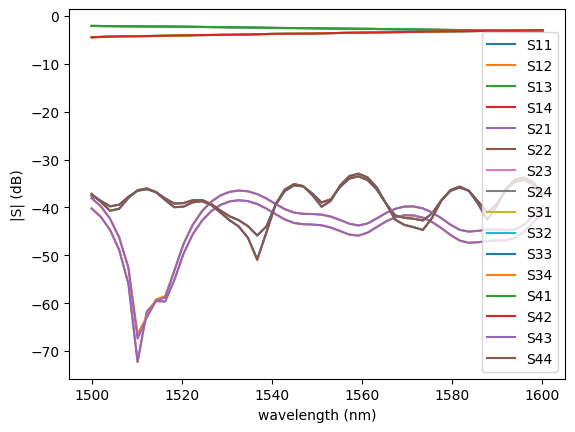 0
−10
−20
−30
−40
−50
−60
−70
|S| (dB)
1500
1520
1540
1560
1580
1600
wavelength (nm)
S11
S12
S13
S14
S21
S22
S23
S24
S31
S32
S33
S34
S41
S42
S43
S44